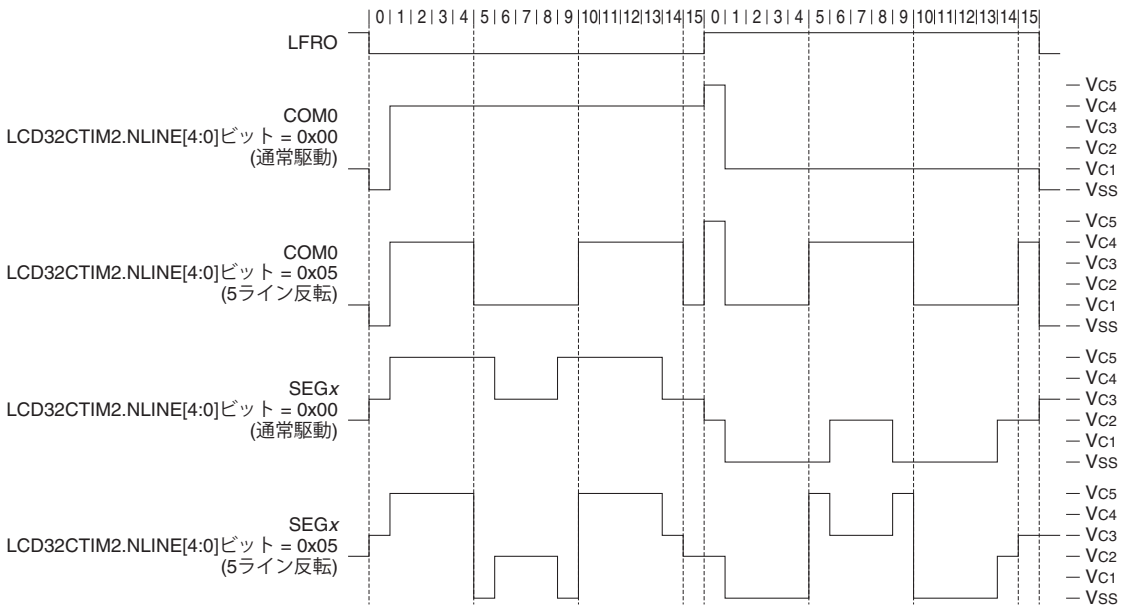 | 0 | 1 | 2 | 3 | 4 | 5 | 6 | 7 | 8 | 9 |10|11|12|13|14|15| 0 | 1 | 2 | 3 | 4 | 5 | 6 | 7 | 8 | 9 |10|11|12|13|14|15|
LFRO
COM0
LCD32CTIM2.NLINE[4:0]ビット = 0x00
(通常駆動)
VC5
VC4
VC3
VC2
VC1
VSS
COM0
LCD32CTIM2.NLINE[4:0]ビット = 0x05
(5ライン反転)
VC5
VC4
VC3
VC2
VC1
VSS
SEGx
LCD32CTIM2.NLINE[4:0]ビット = 0x00
(通常駆動)
VC5
VC4
VC3
VC2
VC1
VSS
SEGx
LCD32CTIM2.NLINE[4:0]ビット = 0x05
(5ライン反転)
VC5
VC4
VC3
VC2
VC1
VSS